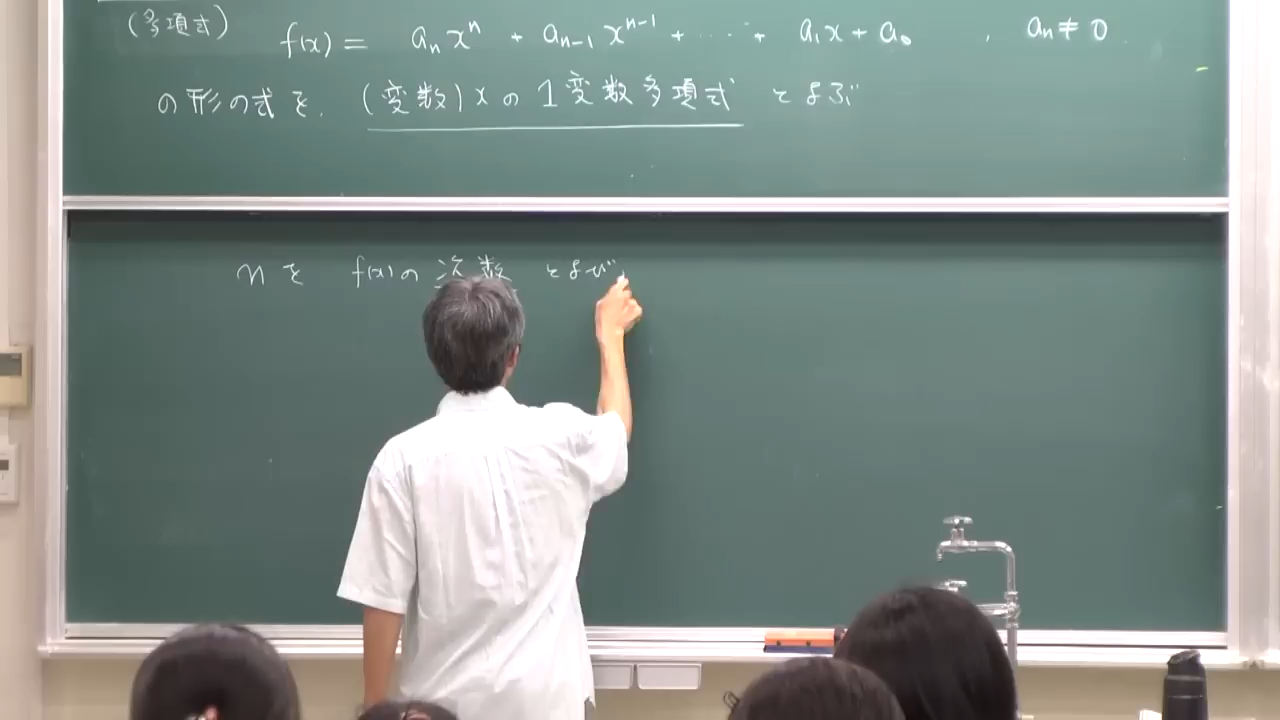 (多項式) f(x) = aₙxⁿ + aₙ₋₁xⁿ⁻¹ + ⋯ + a₁x + a₀ , aₙ ≠ 0
の形の式を, (変数) x の 1変数多項式 とよぶ
n を f(x) の 次数 とよび